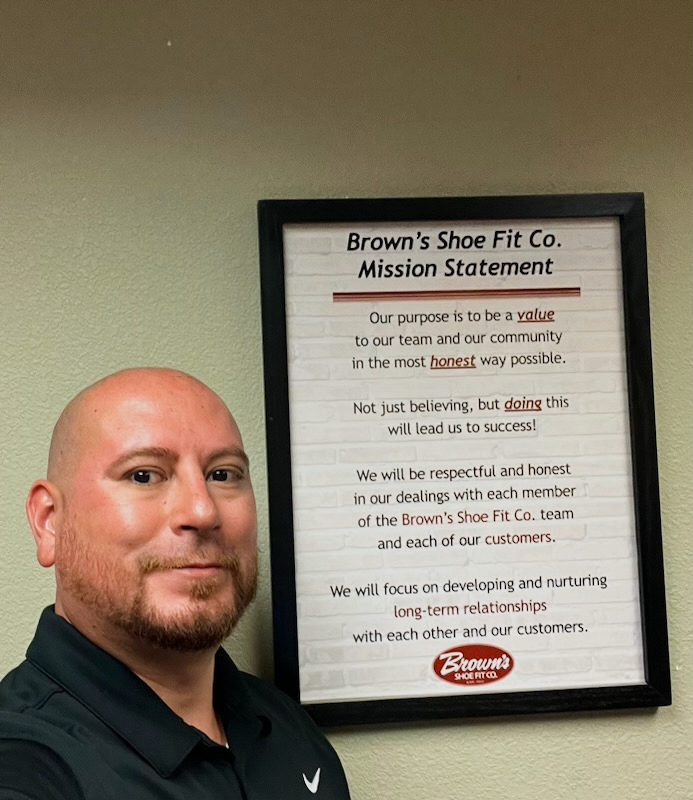 Brown's Shoe Fit Co.
Mission Statement
Our purpose is to be a value
to our team and our community
in the most honest way possible.
Not just believing, but doing this
will lead us to success!
We will be respectful and honest
in our dealings with each member
of the Brown's Shoe Fit Co. team
and each of our customers.
We will focus on developing and nurturing
long-term relationships
with each other and our customers.
Brown's
SHOE FIT CO.